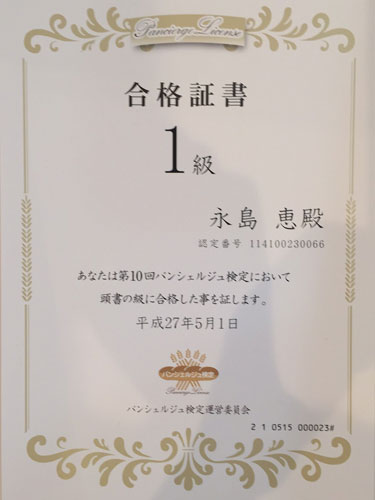 Pancierge License
合格証書
1級
永島 恵殿
認定番号 114100230066
あなたは第10回パンシェルジュ検定において
頭書の級に合格した事を証します。
平成27年5月1日
パンシェルジュ検定
Pancierge License
パンシェルジュ検定運営委員会
2 1 0515 000023#